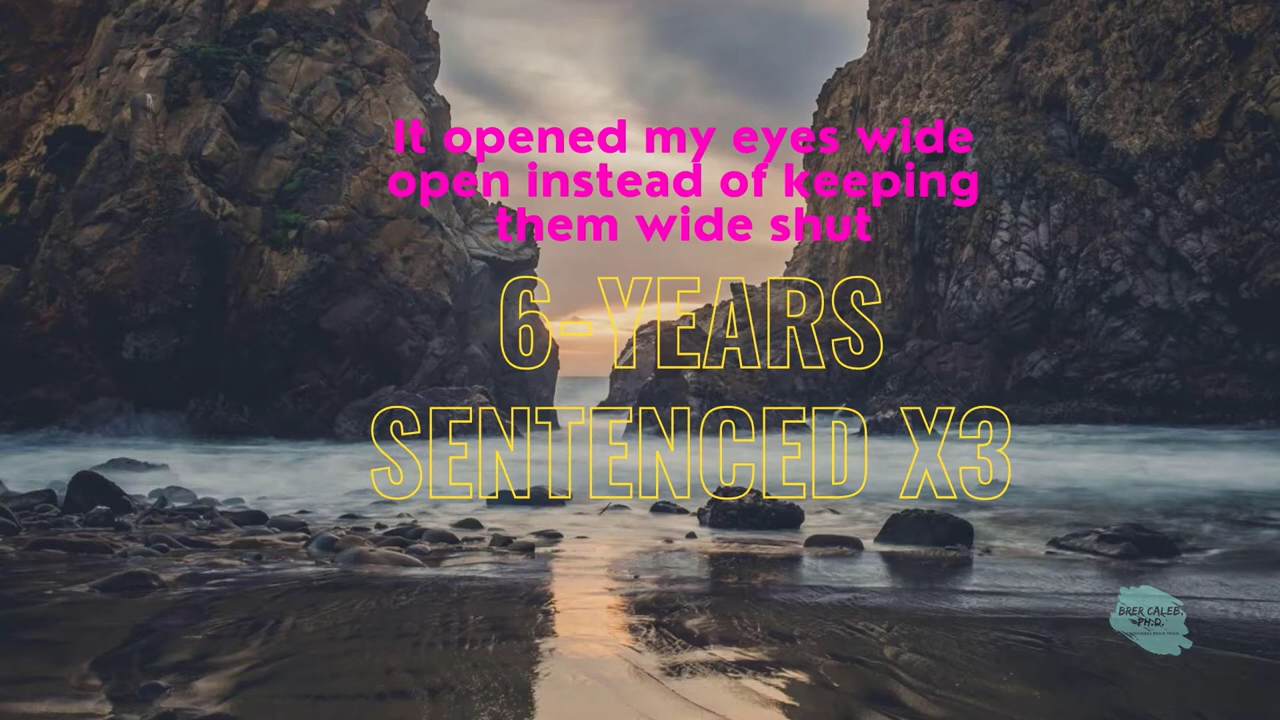 It opened my eyes wide
open instead of keeping
them wide shut
6-YEARS
SENTENCED X3
BRER CALEB,
PH.D.